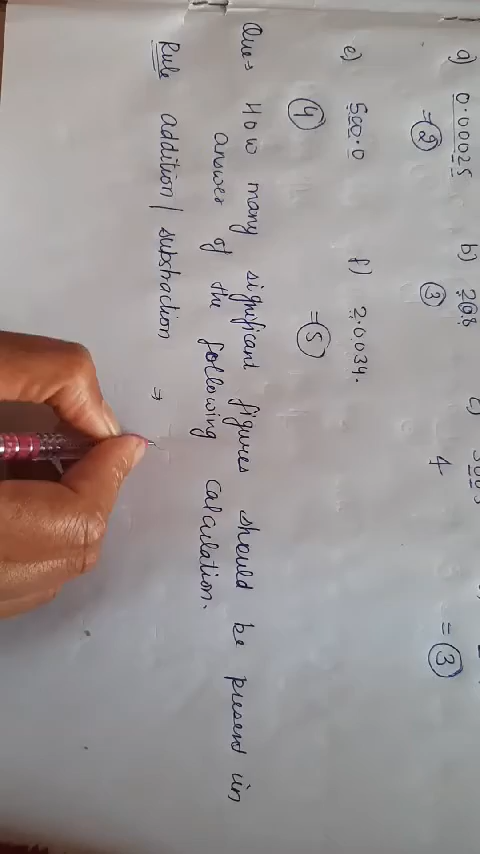 a) 0.00025 b) 208 c) 5005
= 2 3 4 = 3
e) 500.0 f) 2.0034.
4 = 5
Que→ How many significant figures should be present in
answer of the following calculation.
Rule addition/ substraction →